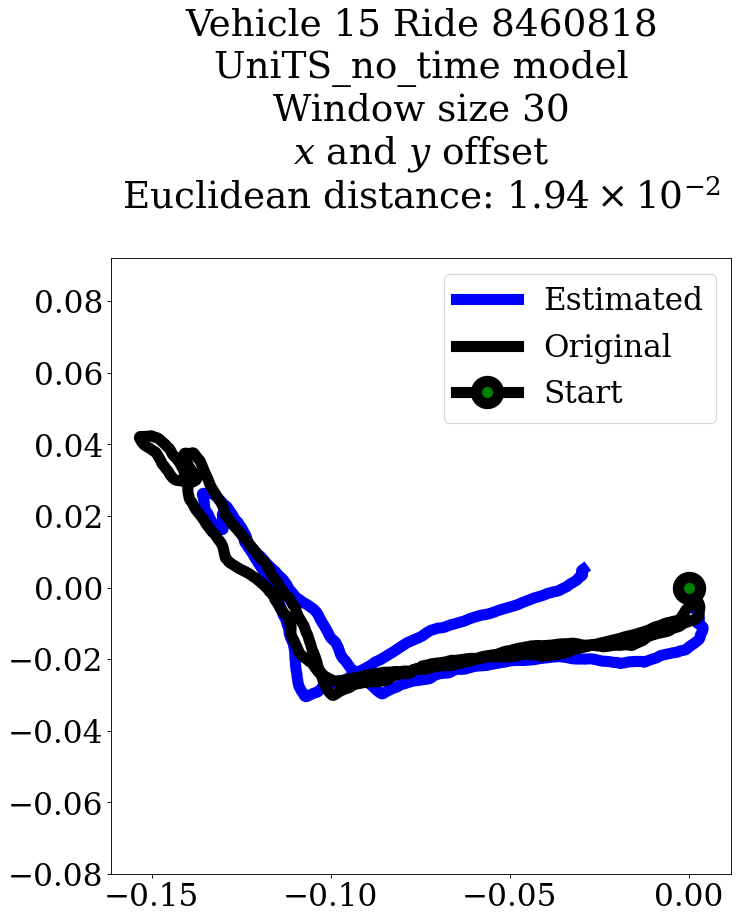 Vehicle 15 Ride 8460818
UniTS_no_time model
Window size 30
x and y offset
Euclidean distance: 1.94 × 10⁻²
Estimated
Original
Start
0.08
0.06
0.04
0.02
0.00
−0.02
−0.04
−0.06
−0.08
−0.15 −0.10 −0.05 0.00